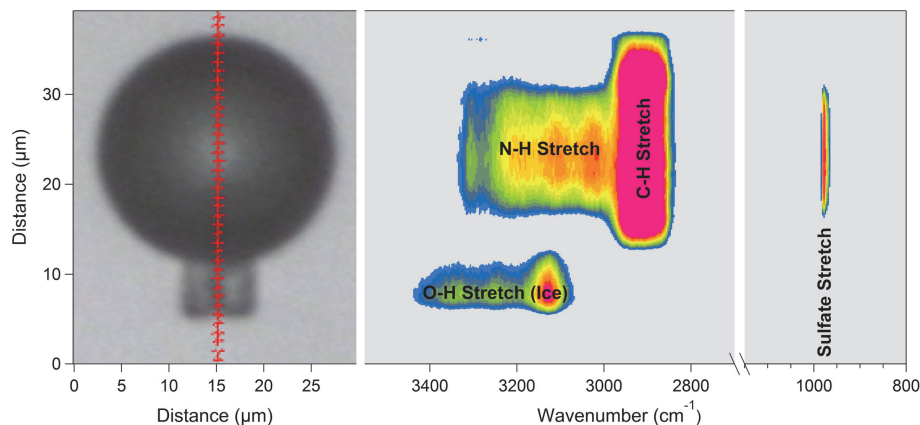 Distance (µm)
30
20
10
0
0
5
10
15
20
25
Distance (µm)
N-H Stretch
C-H Stretch
O-H Stretch (Ice)
Sulfate Stretch
3400
3200
3000
2800
1000
800
Wavenumber (cm⁻¹)